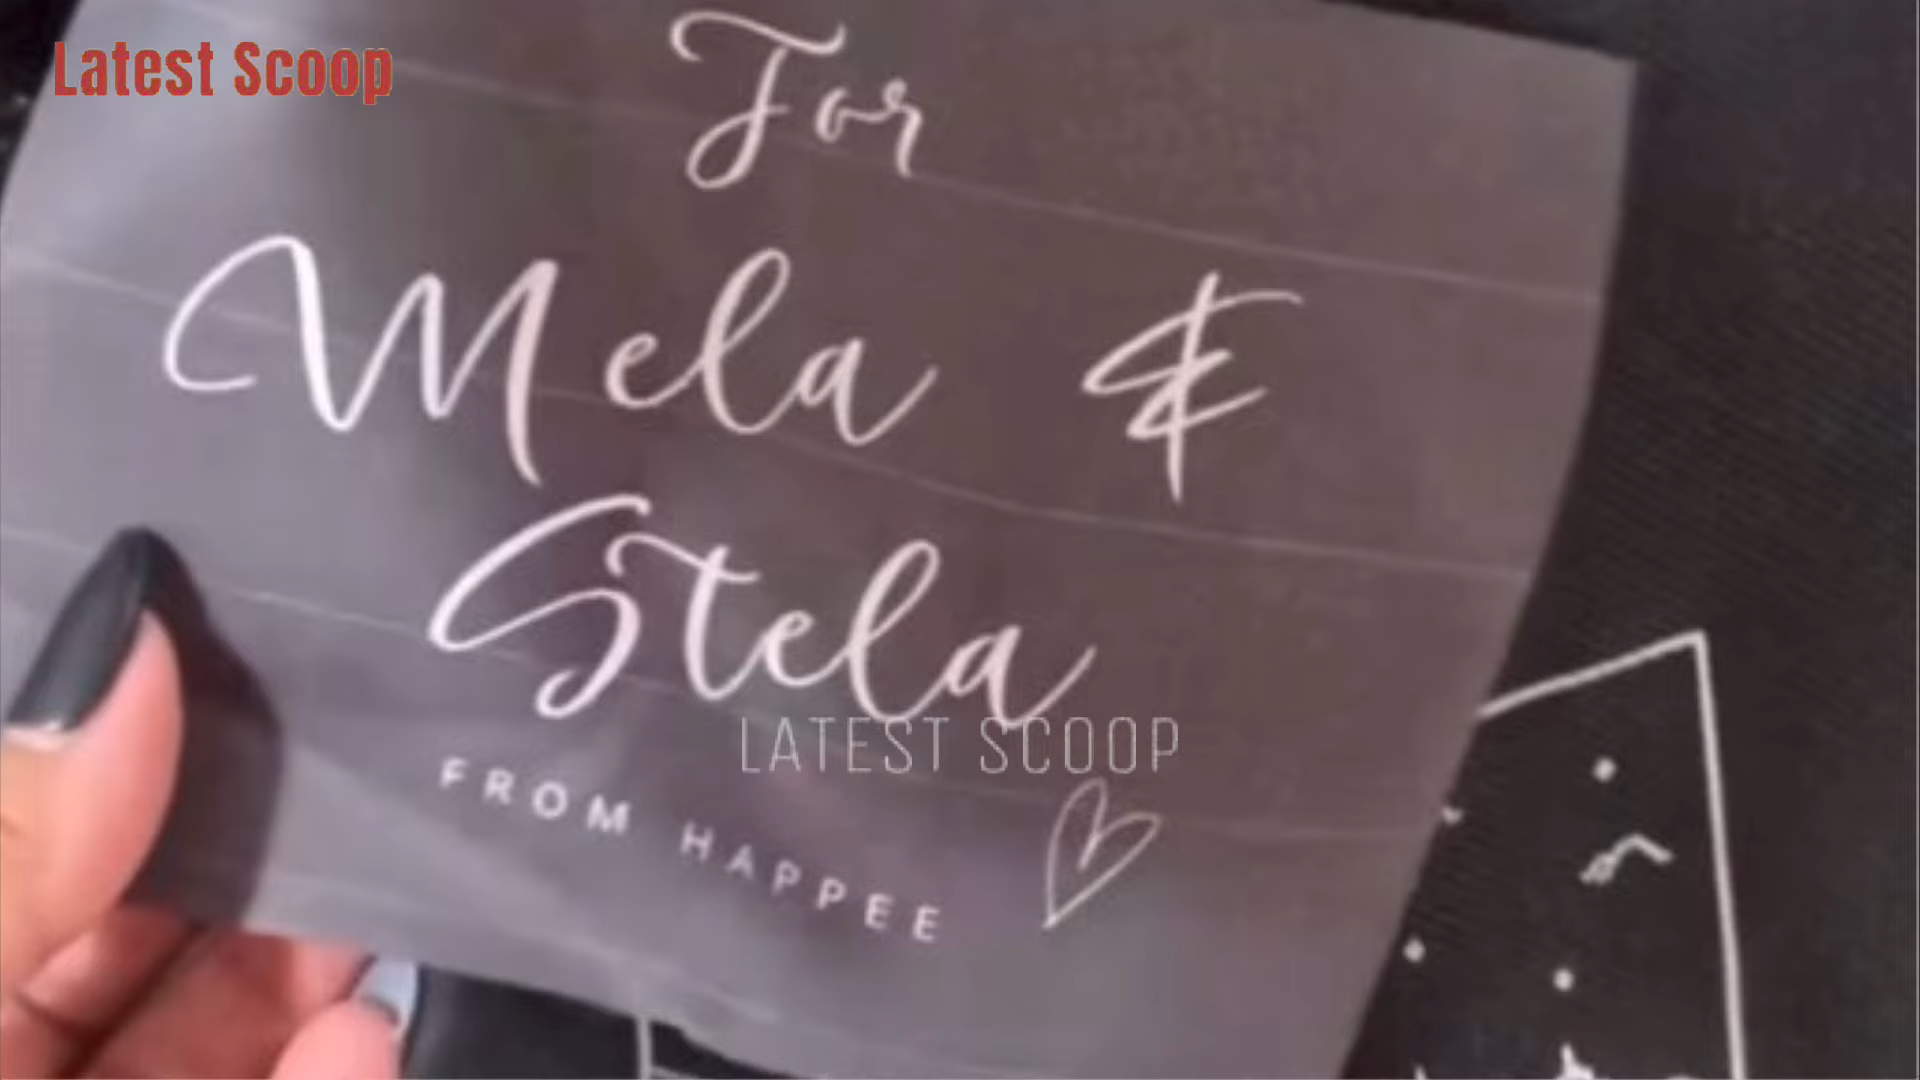 Latest Scoop
For
Mela &
Stela
LATEST SCOOP
FROM HAPPEE